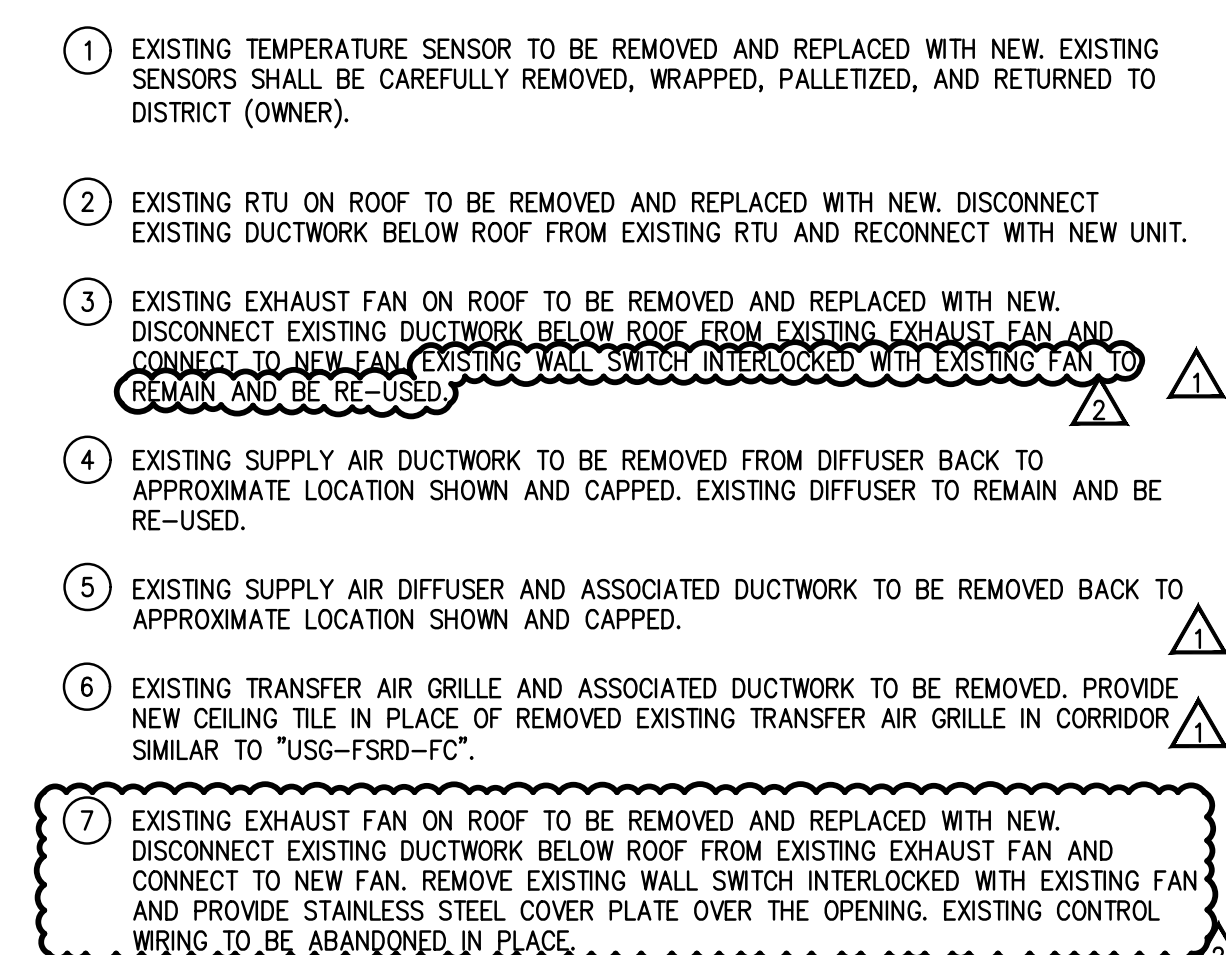 1 EXISTING TEMPERATURE SENSOR TO BE REMOVED AND REPLACED WITH NEW. EXISTING
SENSORS SHALL BE CAREFULLY REMOVED, WRAPPED, PALLETIZED, AND RETURNED TO
DISTRICT (OWNER).
2 EXISTING RTU ON ROOF TO BE REMOVED AND REPLACED WITH NEW. DISCONNECT
EXISTING DUCTWORK BELOW ROOF FROM EXISTING RTU AND RECONNECT WITH NEW UNIT.
3 EXISTING EXHAUST FAN ON ROOF TO BE REMOVED AND REPLACED WITH NEW.
DISCONNECT EXISTING DUCTWORK BELOW ROOF FROM EXISTING EXHAUST FAN AND
CONNECT TO NEW FAN. EXISTING WALL SWITCH INTERLOCKED WITH EXISTING FAN TO
1
REMAIN AND BE RE-USED.
2
4 EXISTING SUPPLY AIR DUCTWORK TO BE REMOVED FROM DIFFUSER BACK TO
APPROXIMATE LOCATION SHOWN AND CAPPED. EXISTING DIFFUSER TO REMAIN AND BE
RE-USED.
5 EXISTING SUPPLY AIR DIFFUSER AND ASSOCIATED DUCTWORK TO BE REMOVED BACK TO
APPROXIMATE LOCATION SHOWN AND CAPPED.
1
6 EXISTING TRANSFER AIR GRILLE AND ASSOCIATED DUCTWORK TO BE REMOVED. PROVIDE
NEW CEILING TILE IN PLACE OF REMOVED EXISTING TRANSFER AIR GRILLE IN CORRIDOR
1
SIMILAR TO "USG-FSRD-FC".
7 EXISTING EXHAUST FAN ON ROOF TO BE REMOVED AND REPLACED WITH NEW.
DISCONNECT EXISTING DUCTWORK BELOW ROOF FROM EXISTING EXHAUST FAN AND
CONNECT TO NEW FAN. REMOVE EXISTING WALL SWITCH INTERLOCKED WITH EXISTING FAN
AND PROVIDE STAINLESS STEEL COVER PLATE OVER THE OPENING. EXISTING CONTROL
WIRING TO BE ABANDONED IN PLACE.